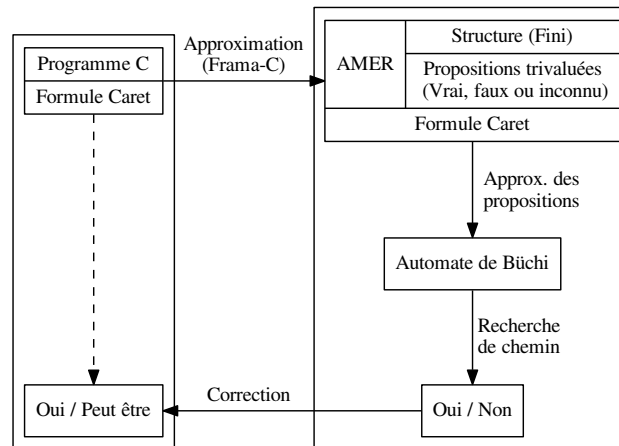 Programme C
Formule Caret
Approximation
(Frama-C)
AMER
Structure (Fini)
Propositions trivaluées
(Vrai, faux ou inconnu)
Formule Caret
Approx. des
propositions
Automate de Büchi
Recherche
de chemin
Oui / Peut être
Correction
Oui / Non